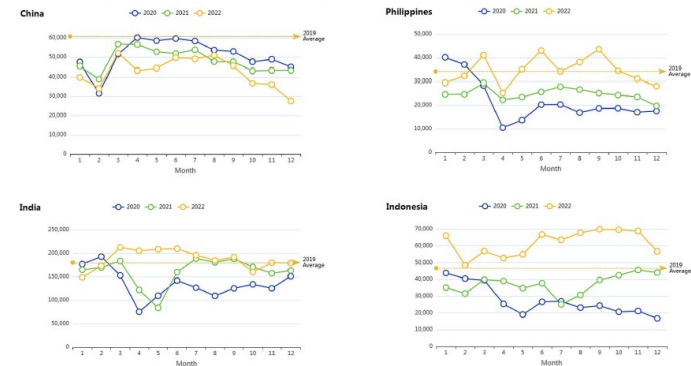 China
2020 2021 2022
60,000
50,000
40,000
30,000
20,000
10,000
0
1 2 3 4 5 6 7 8 9 10 11 12
Month
2019
Average
Philippines
2020 2021 2022
50,000
40,000
30,000
20,000
10,000
0
1 2 3 4 5 6 7 8 9 10 11 12
Month
2019
Average
India
2020 2021 2022
250,000
200,000
150,000
100,000
50,000
0
1 2 3 4 5 6 7 8 9 10 11 12
Month
2019
Average
Indonesia
2020 2021 2022
70,000
60,000
50,000
40,000
30,000
20,000
10,000
0
1 2 3 4 5 6 7 8 9 10 11 12
Month
2019
Average